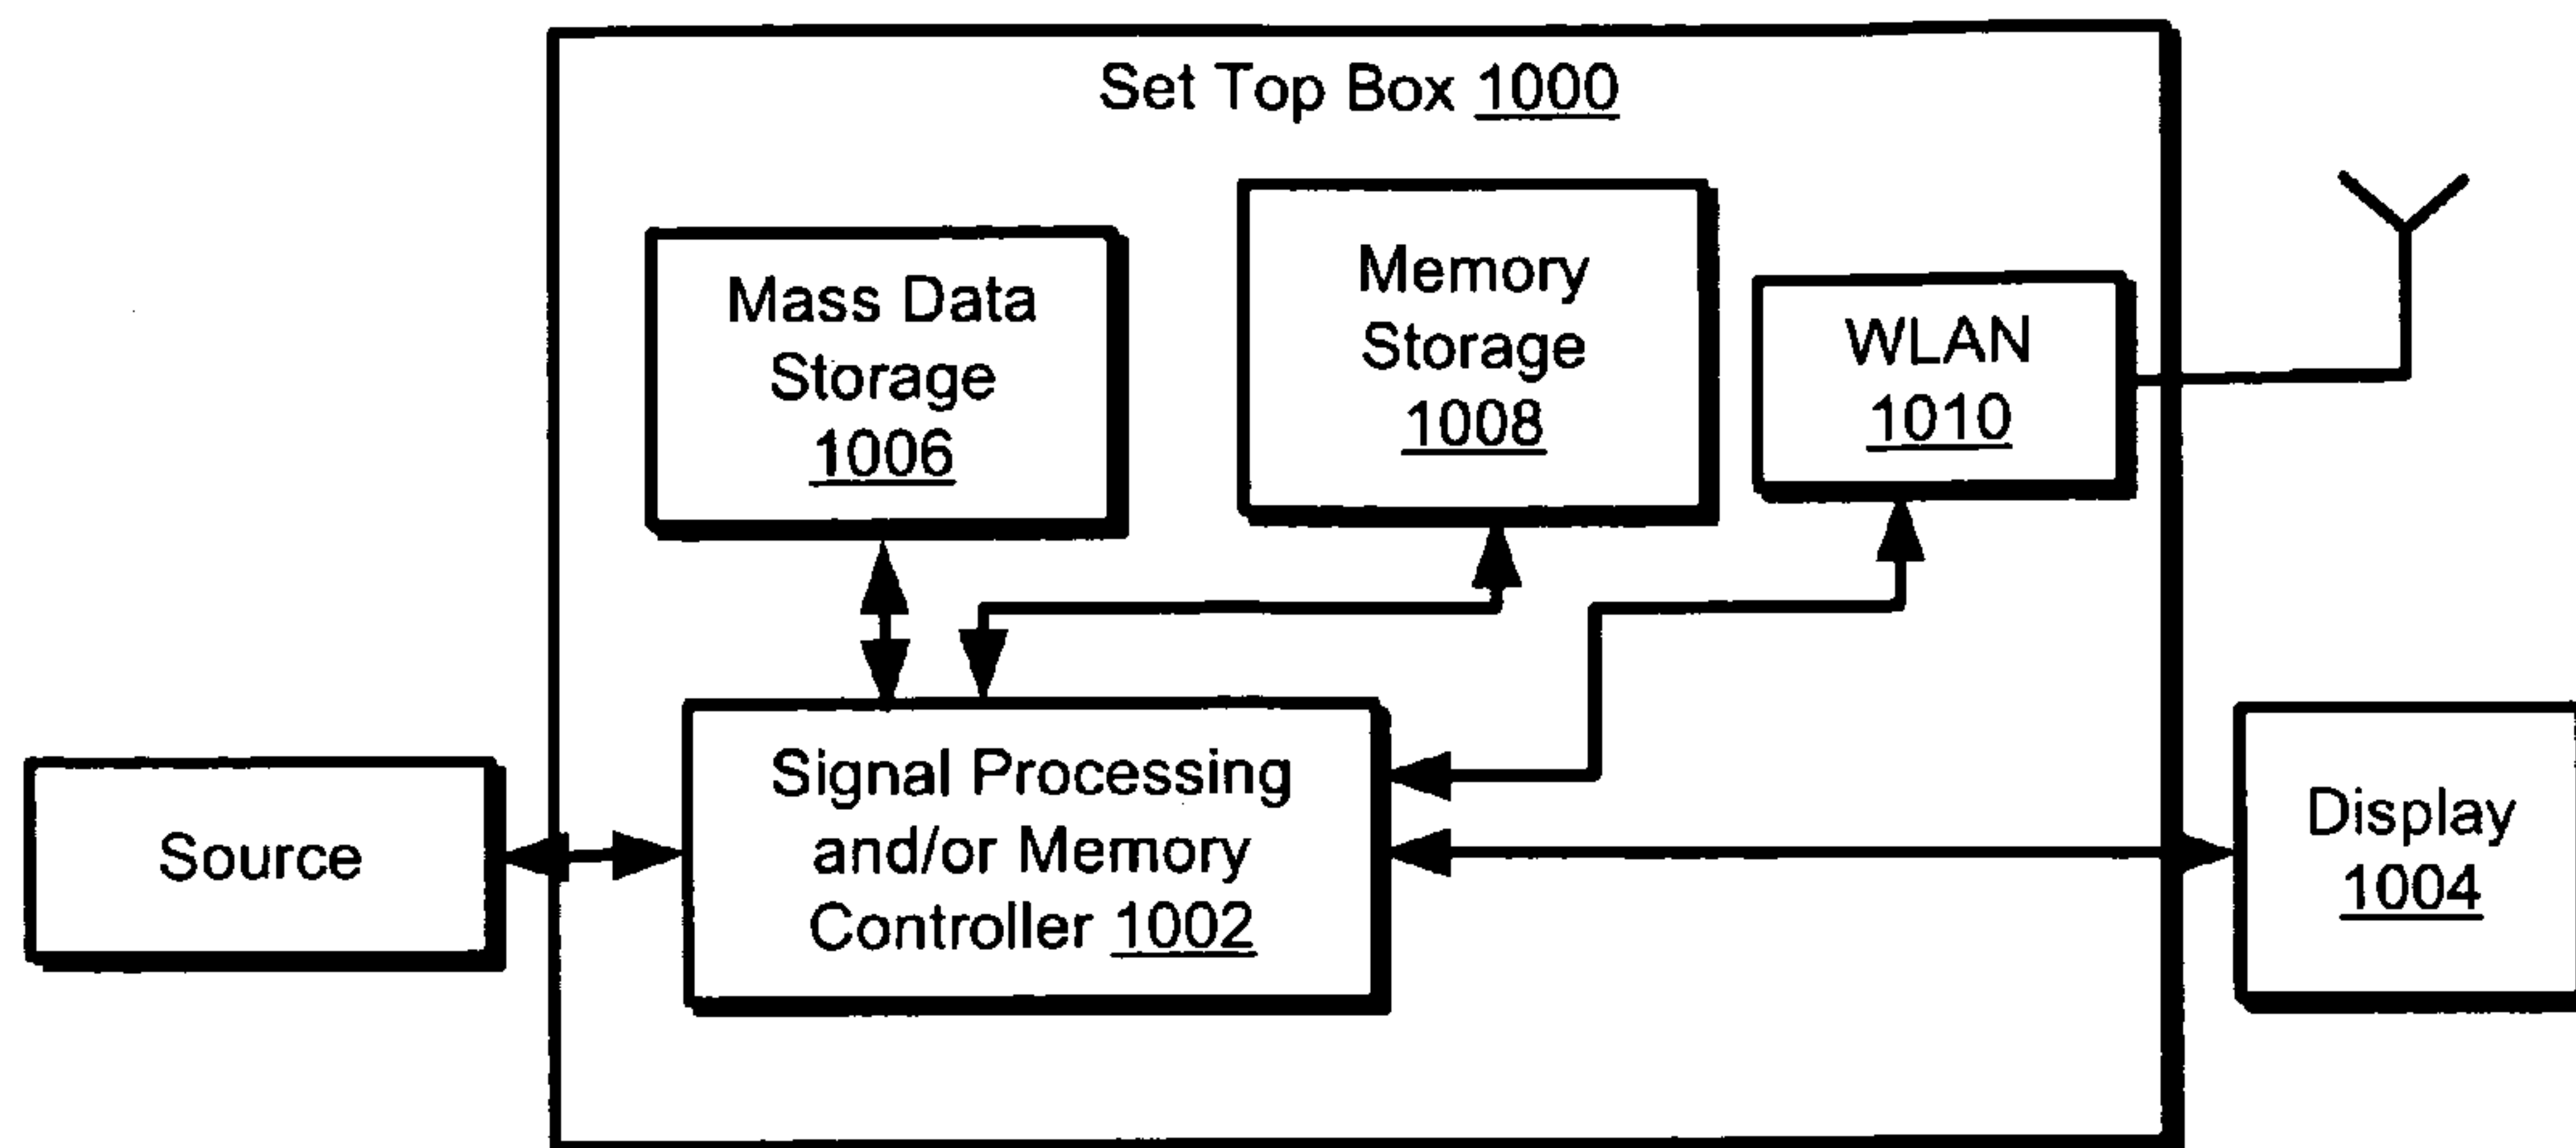 Set Top Box 1000
Mass Data
Storage
1006
Memory
Storage
1008
WLAN
1010
Source
Signal Processing
and/or Memory
Controller 1002
Display
1004